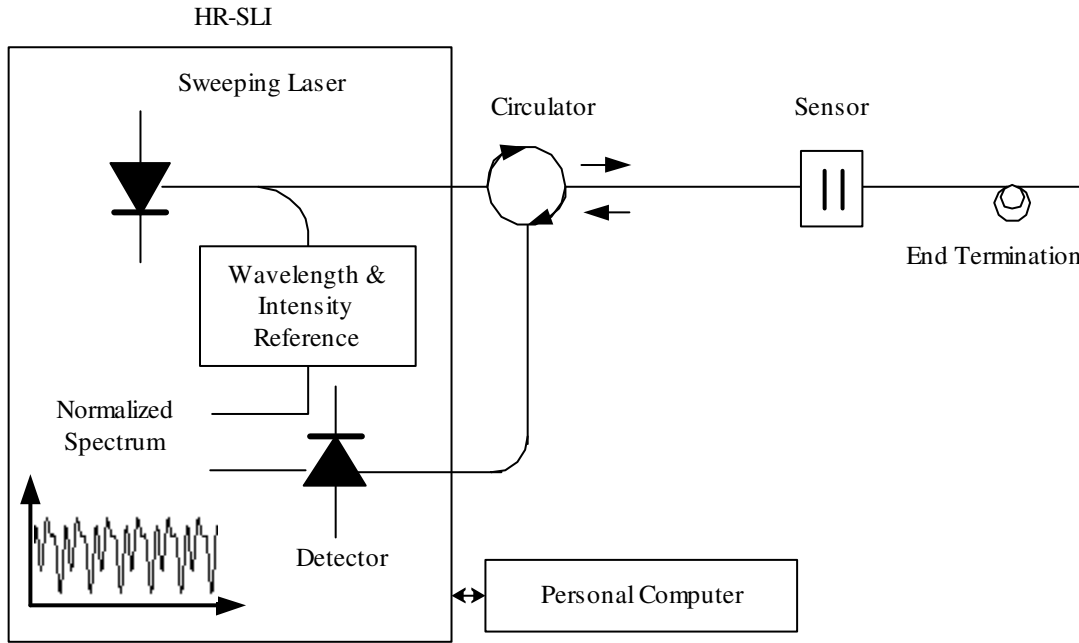 HR-SLI
Sweeping Laser
Circulator
Sensor
End Termination
Wavelength &
Intensity
Reference
Normalized
Spectrum
Detector
Personal Computer